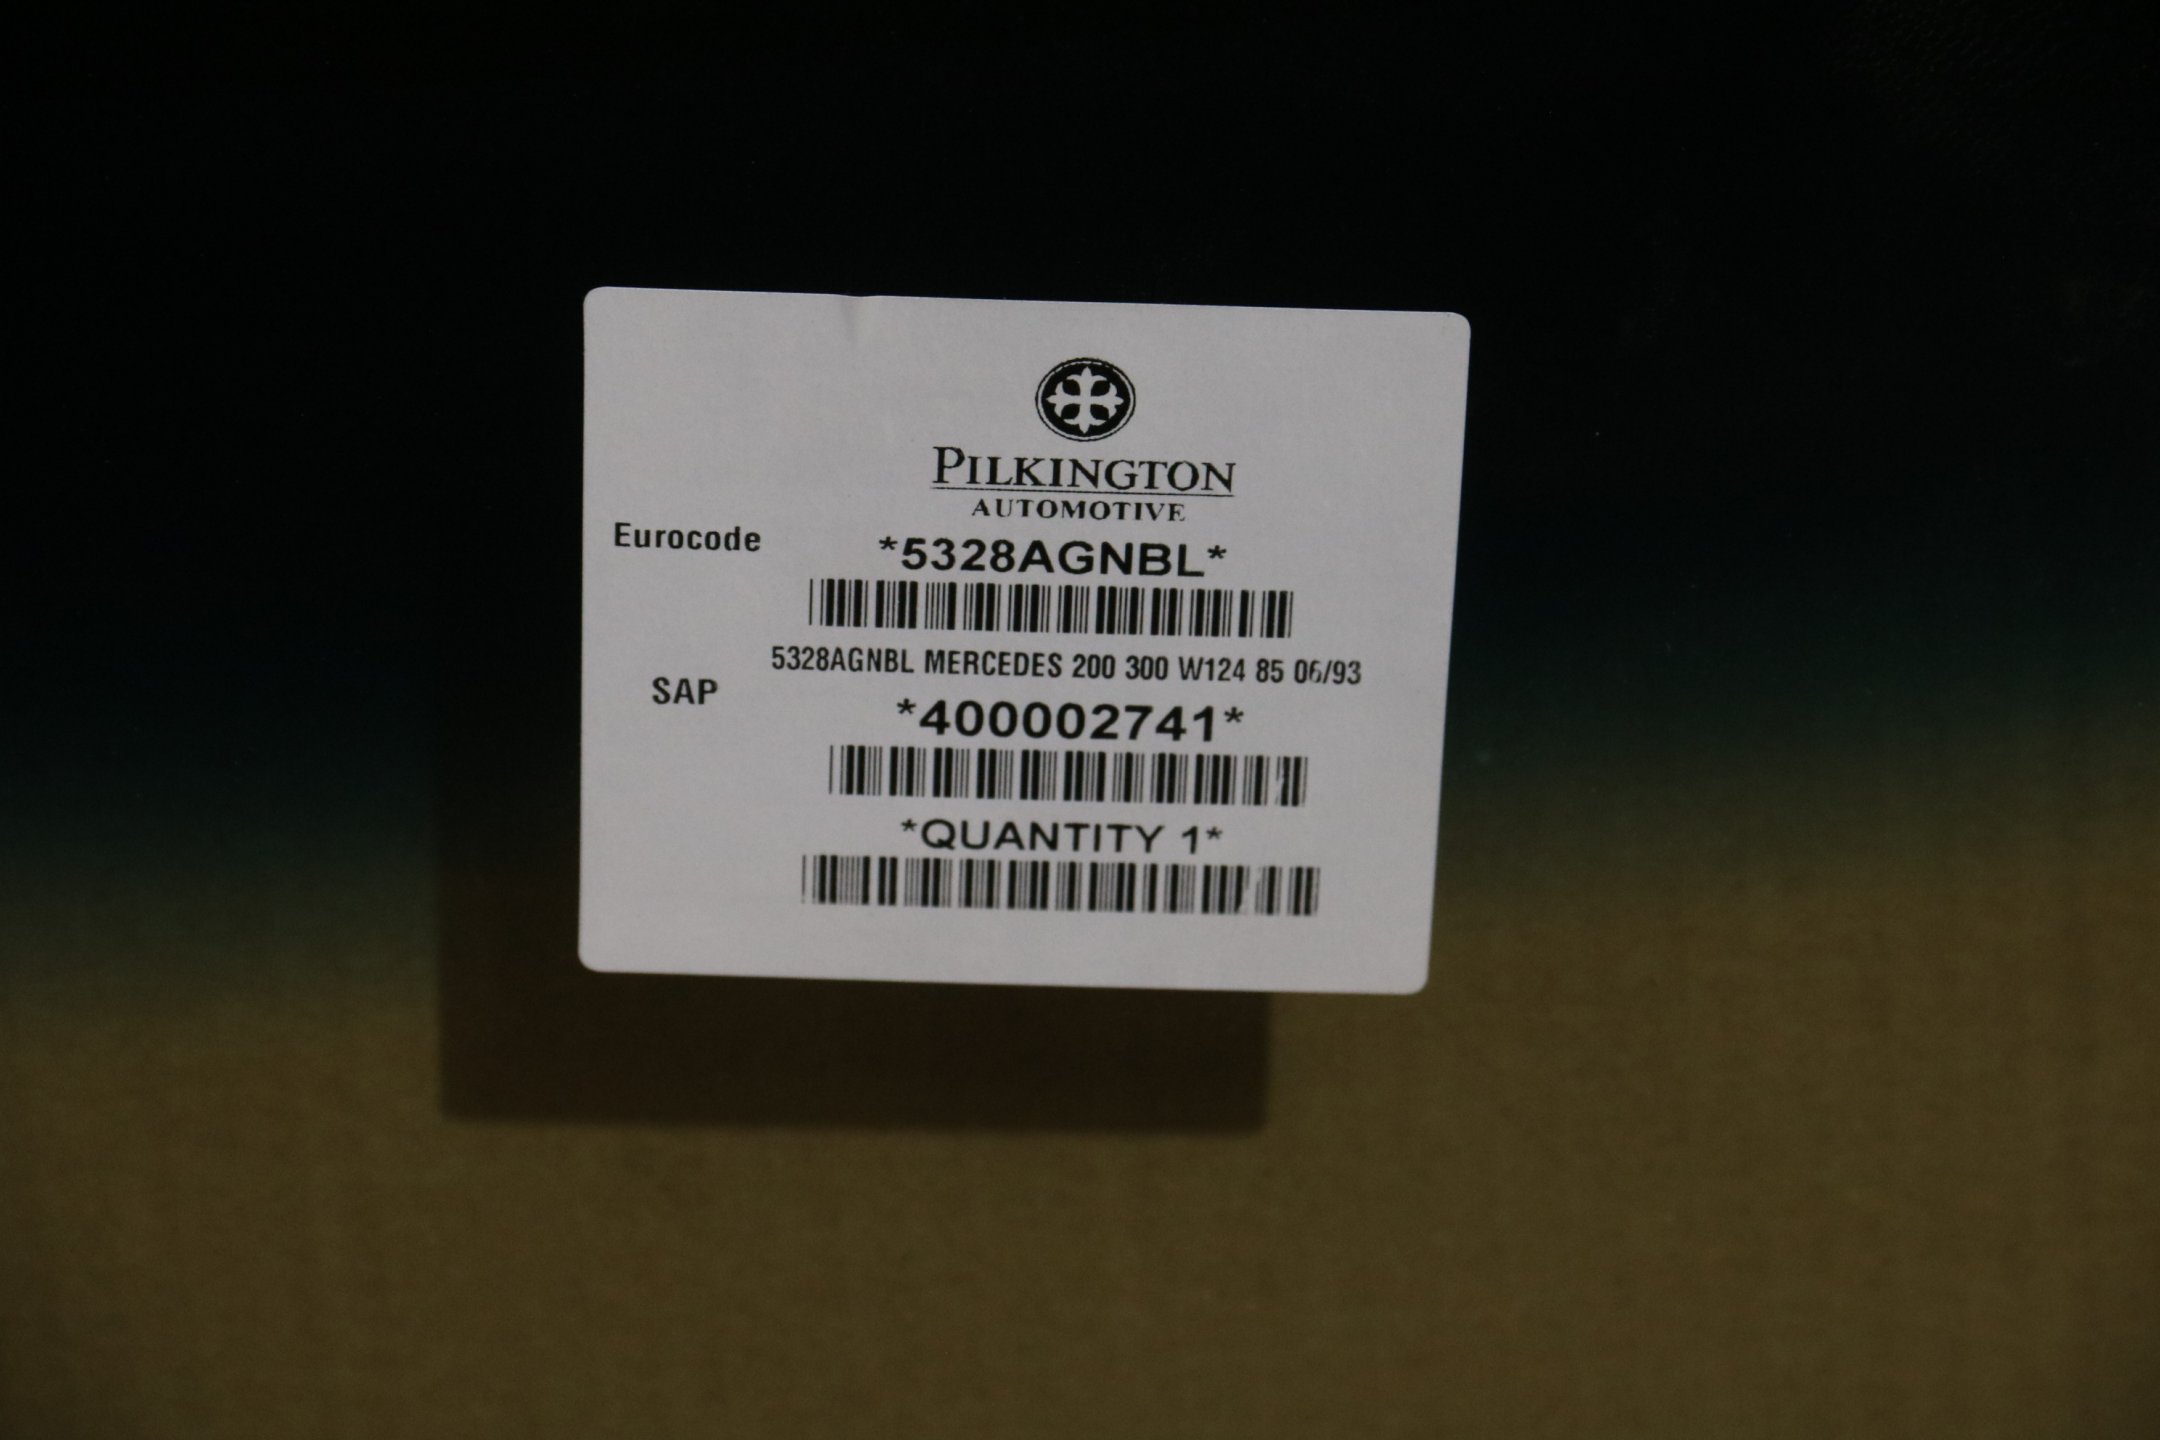 PILKINGTON
AUTOMOTIVE
Eurocode *5328AGNBL*
5328AGNBL MERCEDES 200 300 W124 85 06/93
SAP *400002741*
*QUANTITY 1*